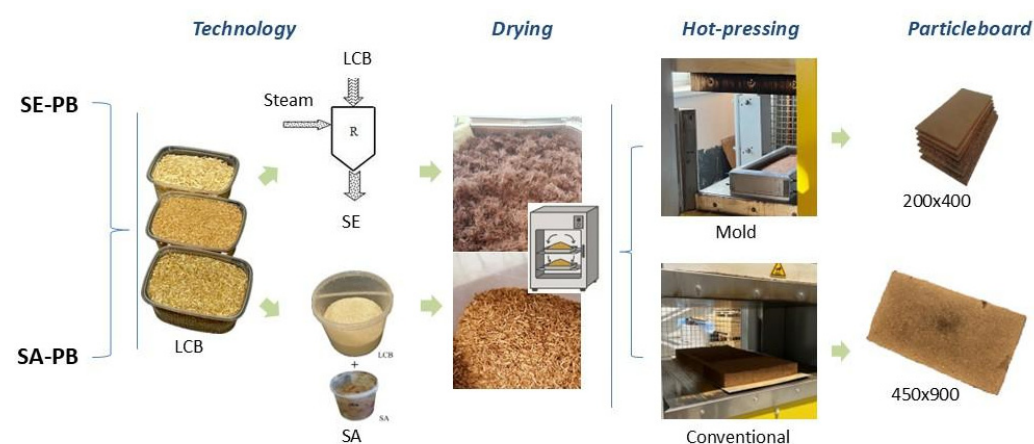 Technology
Drying
Hot-pressing
Particleboard
SE-PB
LCB
Steam
R
SE
LCB
SA-PB
LCB
+
SA
SA
Mold
200x400
Conventional
450x900